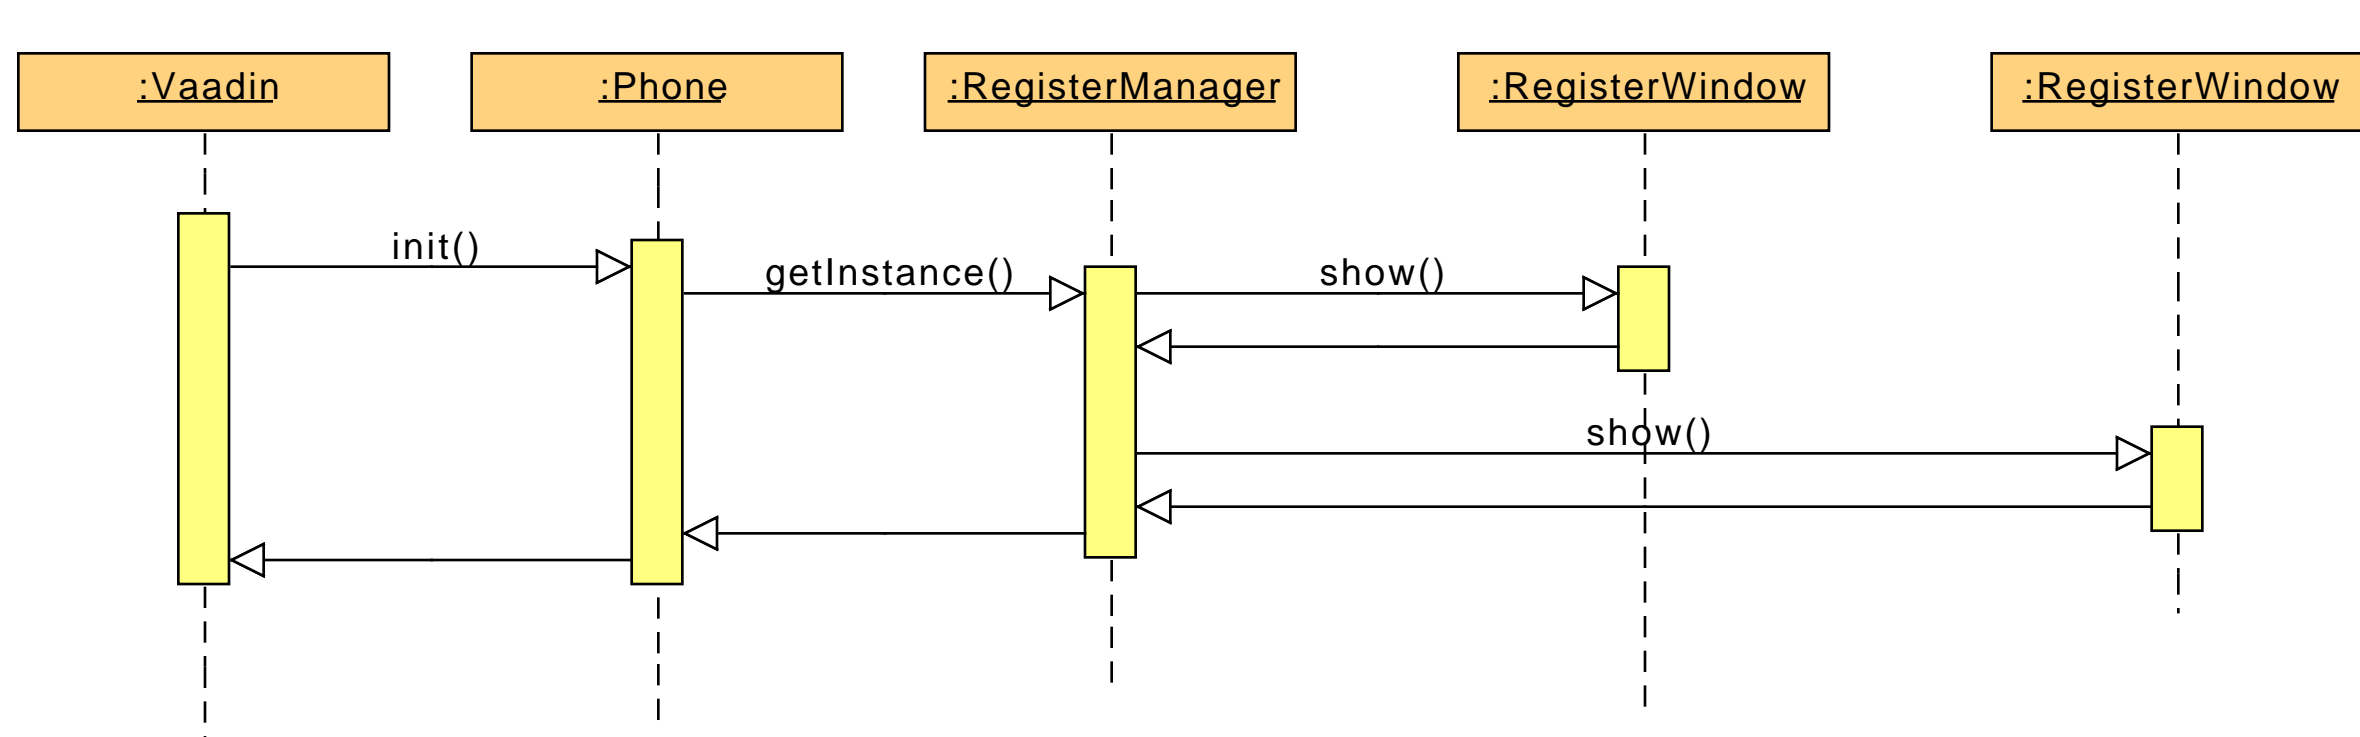 :Vaadin
:Phone
:RegisterManager
:RegisterWindow
:RegisterWindow
init()
getInstance()
show()
show()